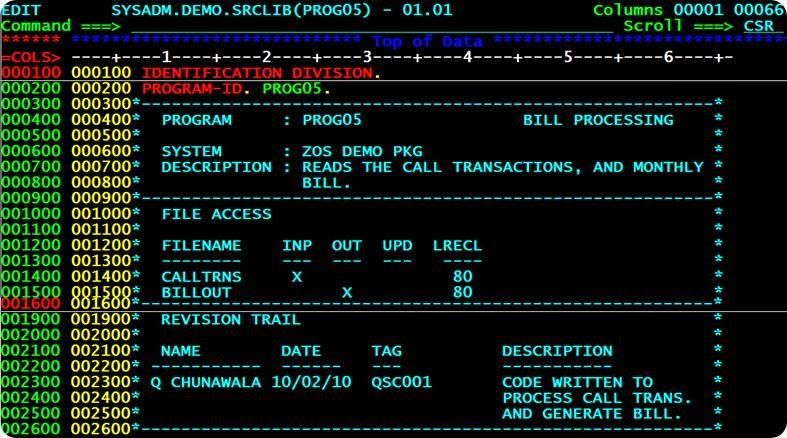 EDIT       SYSADM.DEMO.SRCLIB(PROG05) - 01.01              Columns 00001 00066
Command ===>                                                  Scroll ===> CSR
****** ***************************** Top of Data *****************************
=COLS> ----+----1----+----2----+----3----+----4----+----5----+----6----+-
000100 000100 IDENTIFICATION DIVISION.
000200 000200 PROGRAM-ID. PROG05.
000300 000300*---------------------------------------------------------*
000400 000400*  PROGRAM     : PROG05                BILL PROCESSING    *
000500 000500*                                                         *
000600 000600*  SYSTEM      : ZOS DEMO PKG                             *
000700 000700*  DESCRIPTION : READS THE CALL TRANSACTIONS, AND MONTHLY *
000800 000800*                BILL.                                    *
000900 000900*---------------------------------------------------------*
001000 001000*  FILE ACCESS                                            *
001100 001100*                                                         *
001200 001200*  FILENAME    INP  OUT  UPD  LRECL                       *
001300 001300*  --------    ---  ---  ---   ----                       *
001400 001400*  CALLTRNS     X               80                        *
001500 001500*  BILLOUT           X          80                        *
001600 001600*---------------------------------------------------------*
001900 001900*  REVISION TRAIL                                         *
002000 002000*                                                         *
002100 002100*  NAME        DATE     TAG          DESCRIPTION          *
002200 002200* -----------  ------   ---          -----------          *
002300 002300* Q CHUNAWALA 10/02/10  QSC001       CODE WRITTEN TO      *
002400 002400*                                    PROCESS CALL TRANS.  *
002500 002500*                                    AND GENERATE BILL.   *
002600 002600*---------------------------------------------------------*